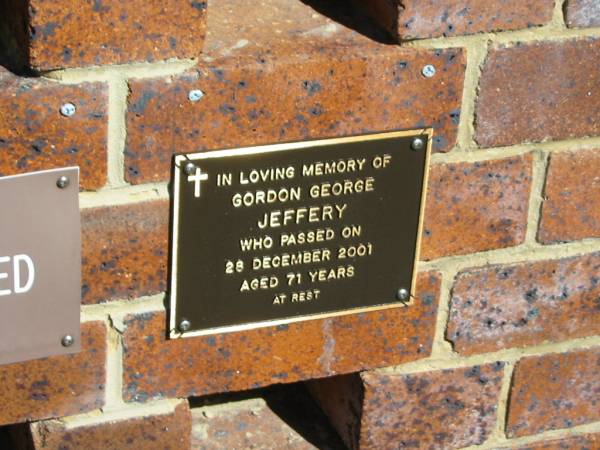 IN LOVING MEMORY OF
GORDON GEORGE
JEFFERY
WHO PASSED ON
28 DECEMBER 2001
AGED 71 YEARS
AT REST
ED